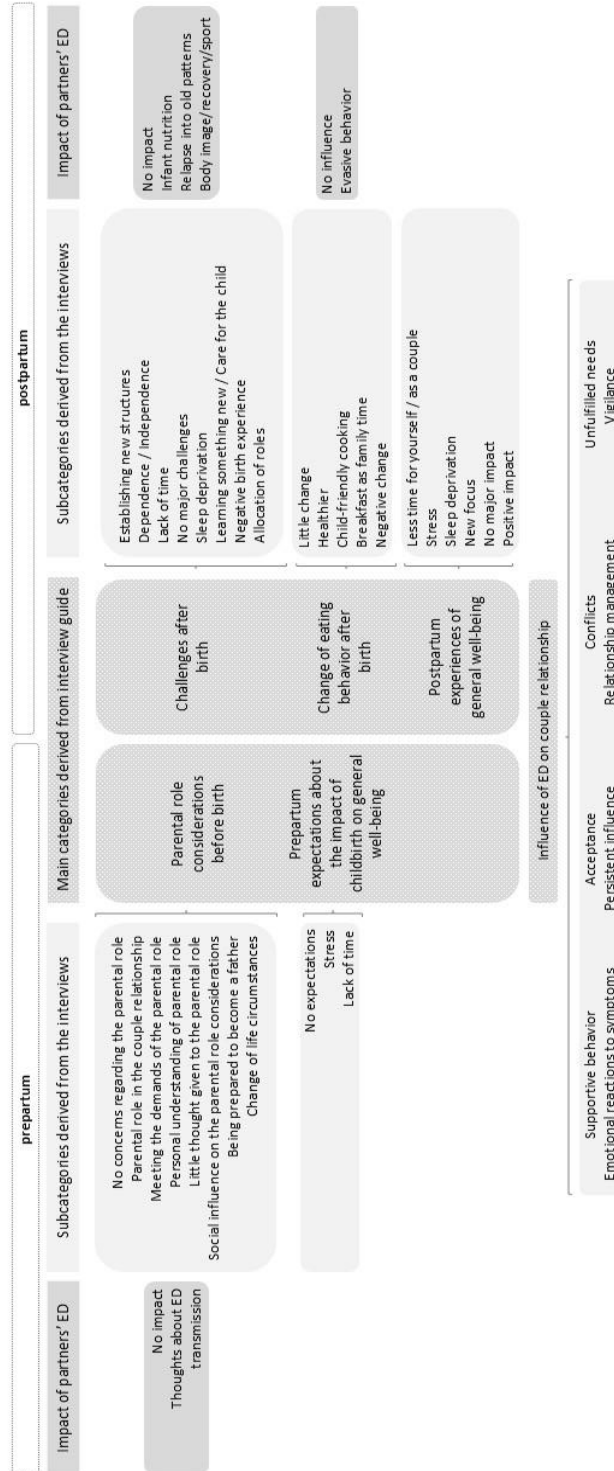 prepartum
postpartum
Impact of partners' ED
Subcategories derived from the interviews
Main categories derived from interview guide
Subcategories derived from the interviews
Impact of partners' ED
No impact
Thoughts about ED
transmission
No concerns regarding the parental role
Parental role in the couple relationship
Meeting the demands of the parental role
Personal understanding of parental role
Little thought given to the parental role
Social influence on the parental role considerations
Being prepared to become a father
Change of life circumstances
Parental role
considerations
before birth
Challenges after
birth
Establishing new structures
Dependence / Independence
Lack of time
No major challenges
Sleep deprivation
Learning something new / Care for the child
Negative birth experience
Allocation of roles
No impact
Infant nutrition
Relapse into old patterns
Body image/recovery/sport
No expectations
Stress
Lack of time
Prepartum
expectations about
the impact of
childbirth on general
well-being
Change of eating
behavior after
birth
Little change
Healthier
Child-friendly cooking
Breakfast as family time
Negative change
No influence
Evasive behavior
Postpartum
experiences of
general well-being
Less time for yourself / as a couple
Stress
Sleep deprivation
New focus
No major impact
Positive impact
Influence of ED on couple relationship
Supportive behavior
Emotional reactions to symptoms
Acceptance
Persistent influence
Conflicts
Relationship management
Unfulfilled needs
Vigilance